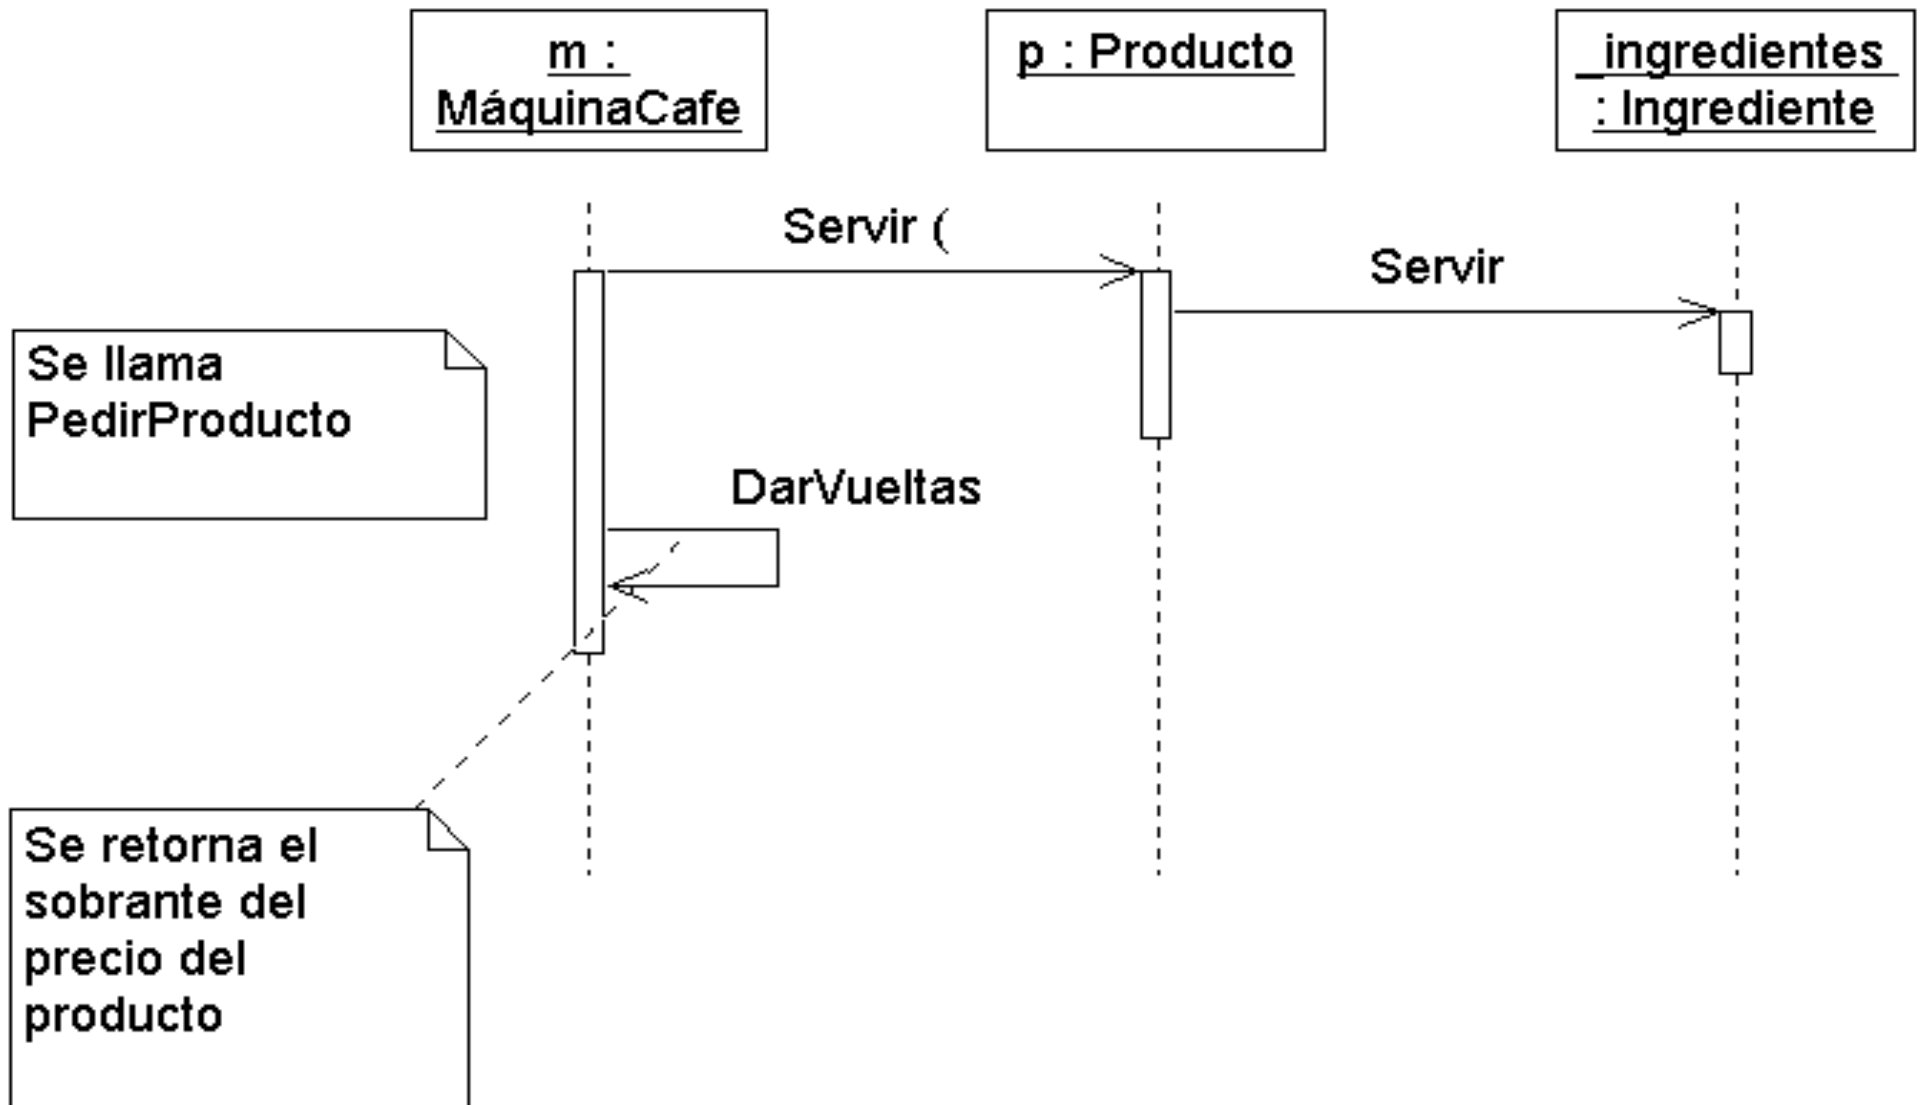 m :
MáquinaCafe
p : Producto
_ingredientes
: Ingrediente
Servir (
Servir
Se llama
PedirProducto
DarVueltas
Se retorna el
sobrante del
precio del
producto